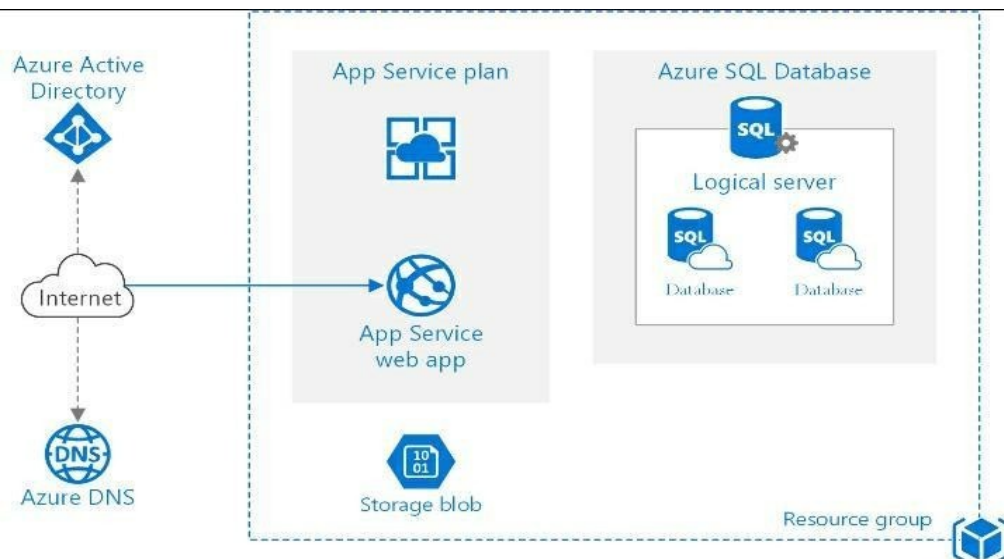 Azure Active
Directory
Internet
DNS
Azure DNS
App Service plan
App Service
web app
10
01
Storage blob
Azure SQL Database
SQL
Logical server
SQL
SQL
Database
Database
Resource group